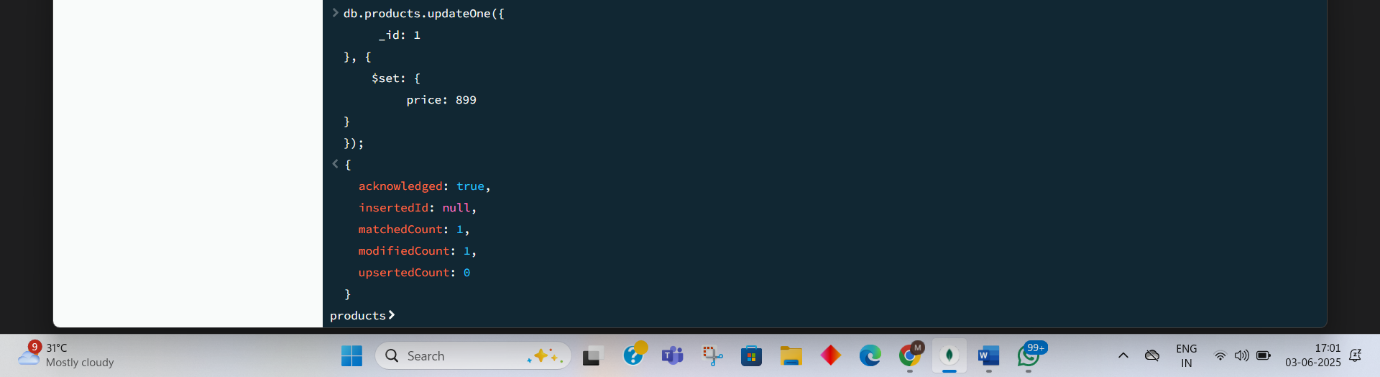 > db.products.updateOne({
_id: 1
}, {
$set: {
price: 899
}
});
< {
acknowledged: true,
insertedId: null,
matchedCount: 1,
modifiedCount: 1,
upsertedCount: 0
}
products>
9
31°C
Mostly cloudy
Search
M
99+
ENG
IN
17:01
03-06-2025